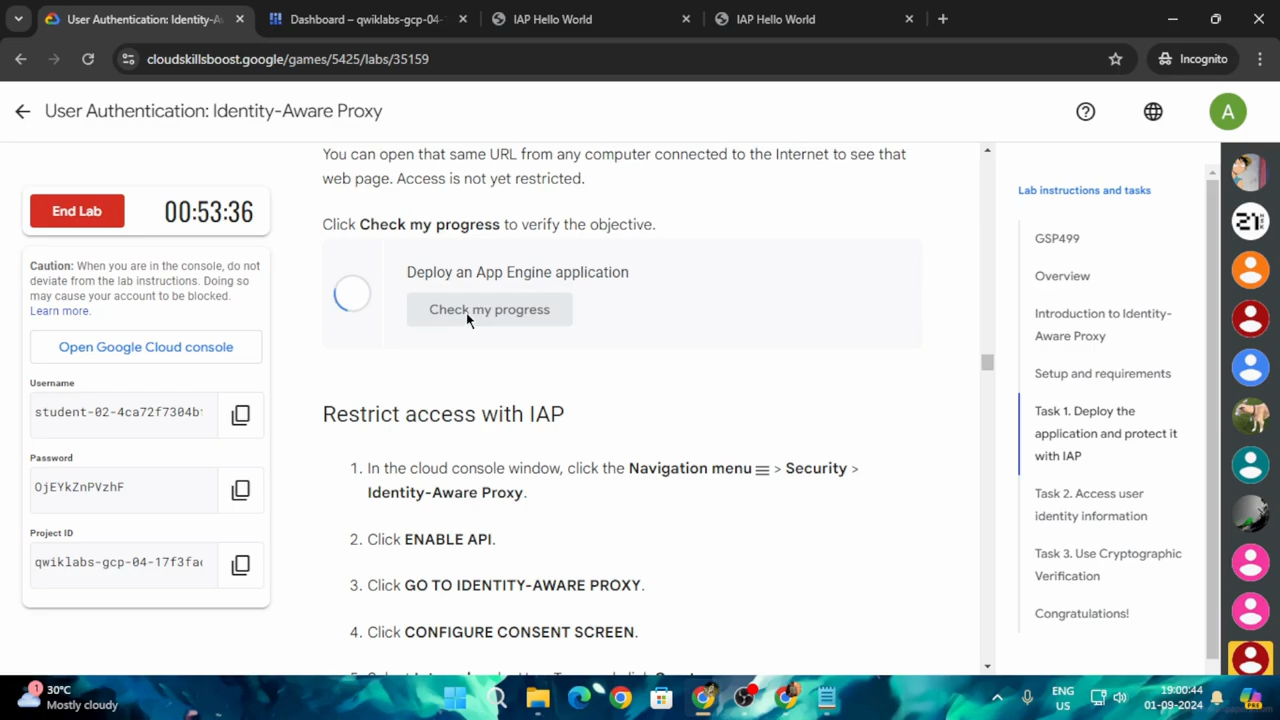 User Authentication: Identity-A
Dashboard – qwiklabs-gcp-04-
IAP Hello World
IAP Hello World
cloudskillsboost.google/games/5425/labs/35159
Incognito
User Authentication: Identity-Aware Proxy
A
You can open that same URL from any computer connected to the Internet to see that
web page. Access is not yet restricted.
Click Check my progress to verify the objective.
Deploy an App Engine application
Check my progress
Restrict access with IAP
1. In the cloud console window, click the Navigation menu > Security >
Identity-Aware Proxy.
2. Click ENABLE API.
3. Click GO TO IDENTITY-AWARE PROXY.
4. Click CONFIGURE CONSENT SCREEN.
End Lab
00:53:36
Caution: When you are in the console, do not
deviate from the lab instructions. Doing so
may cause your account to be blocked.
Learn more.
Open Google Cloud console
Username
student-02-4ca72f7304b
Password
OjEYkZnPVzhF
Project ID
qwiklabs-gcp-04-17f3fa
Lab instructions and tasks
GSP499
Overview
Introduction to Identity-
Aware Proxy
Setup and requirements
Task 1. Deploy the
application and protect it
with IAP
Task 2. Access user
identity information
Task 3. Use Cryptographic
Verification
Congratulations!
21
1
30°C
Mostly cloudy
ENG
US
19:00:44
01-09-2024
PRE